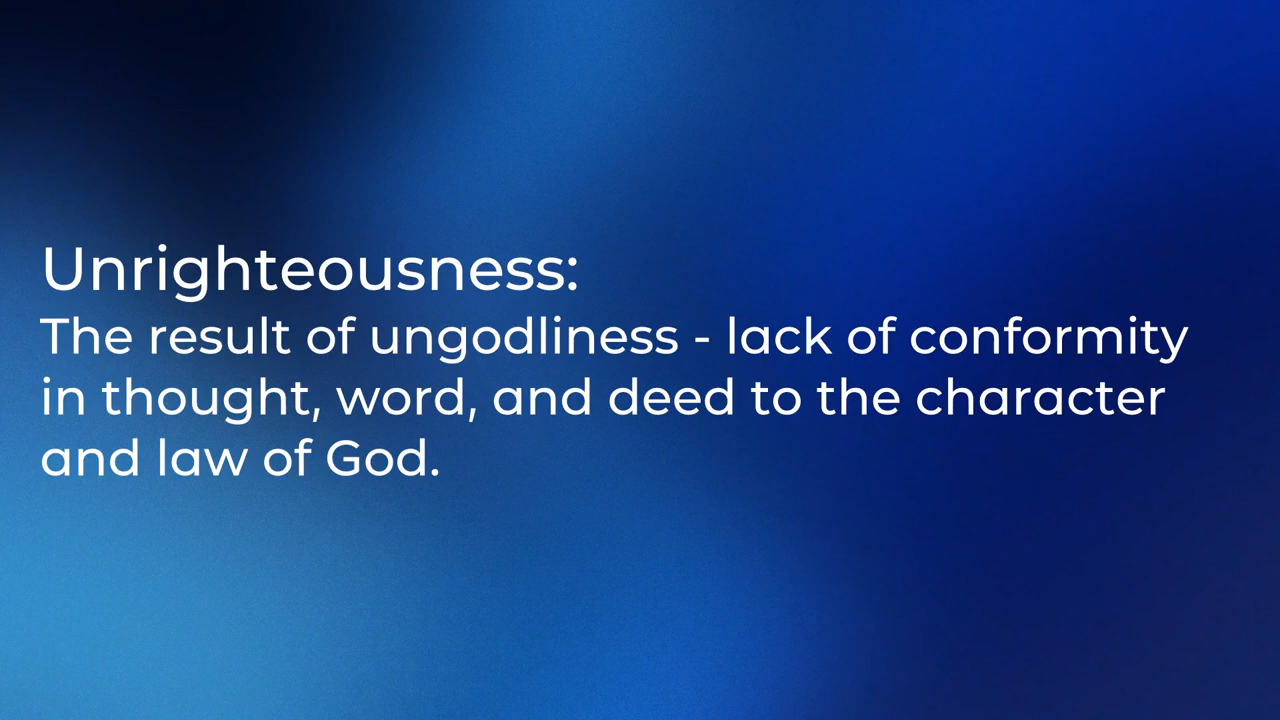 Unrighteousness:
The result of ungodliness - lack of conformity
in thought, word, and deed to the character
and law of God.